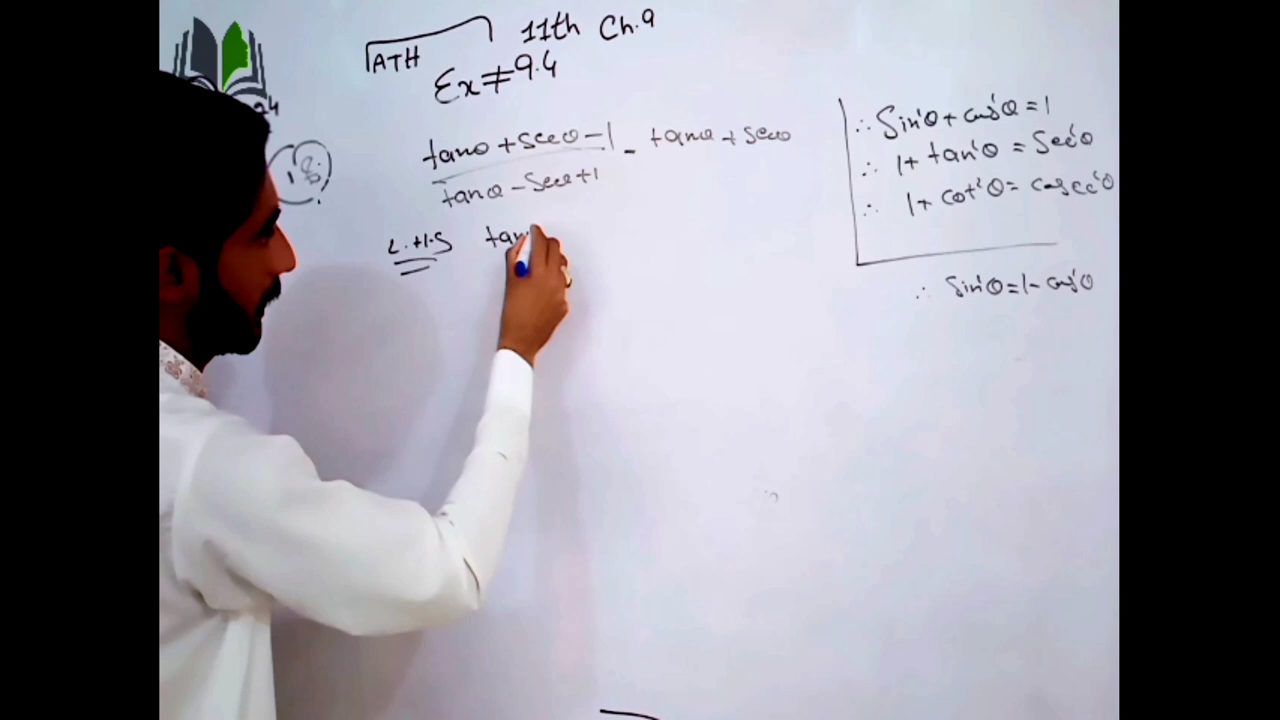 11th Ch.9
MATH
Ex≠9.4
tanθ+secθ-1
tanθ-secθ+1
- tanθ+secθ
L.H.S tan
∴ Sin²θ+cos²θ=1
∴ 1+tan²θ=Sec²θ
∴ 1+cot²θ=cosec²θ
∴ Sin²θ=1-cos²θ